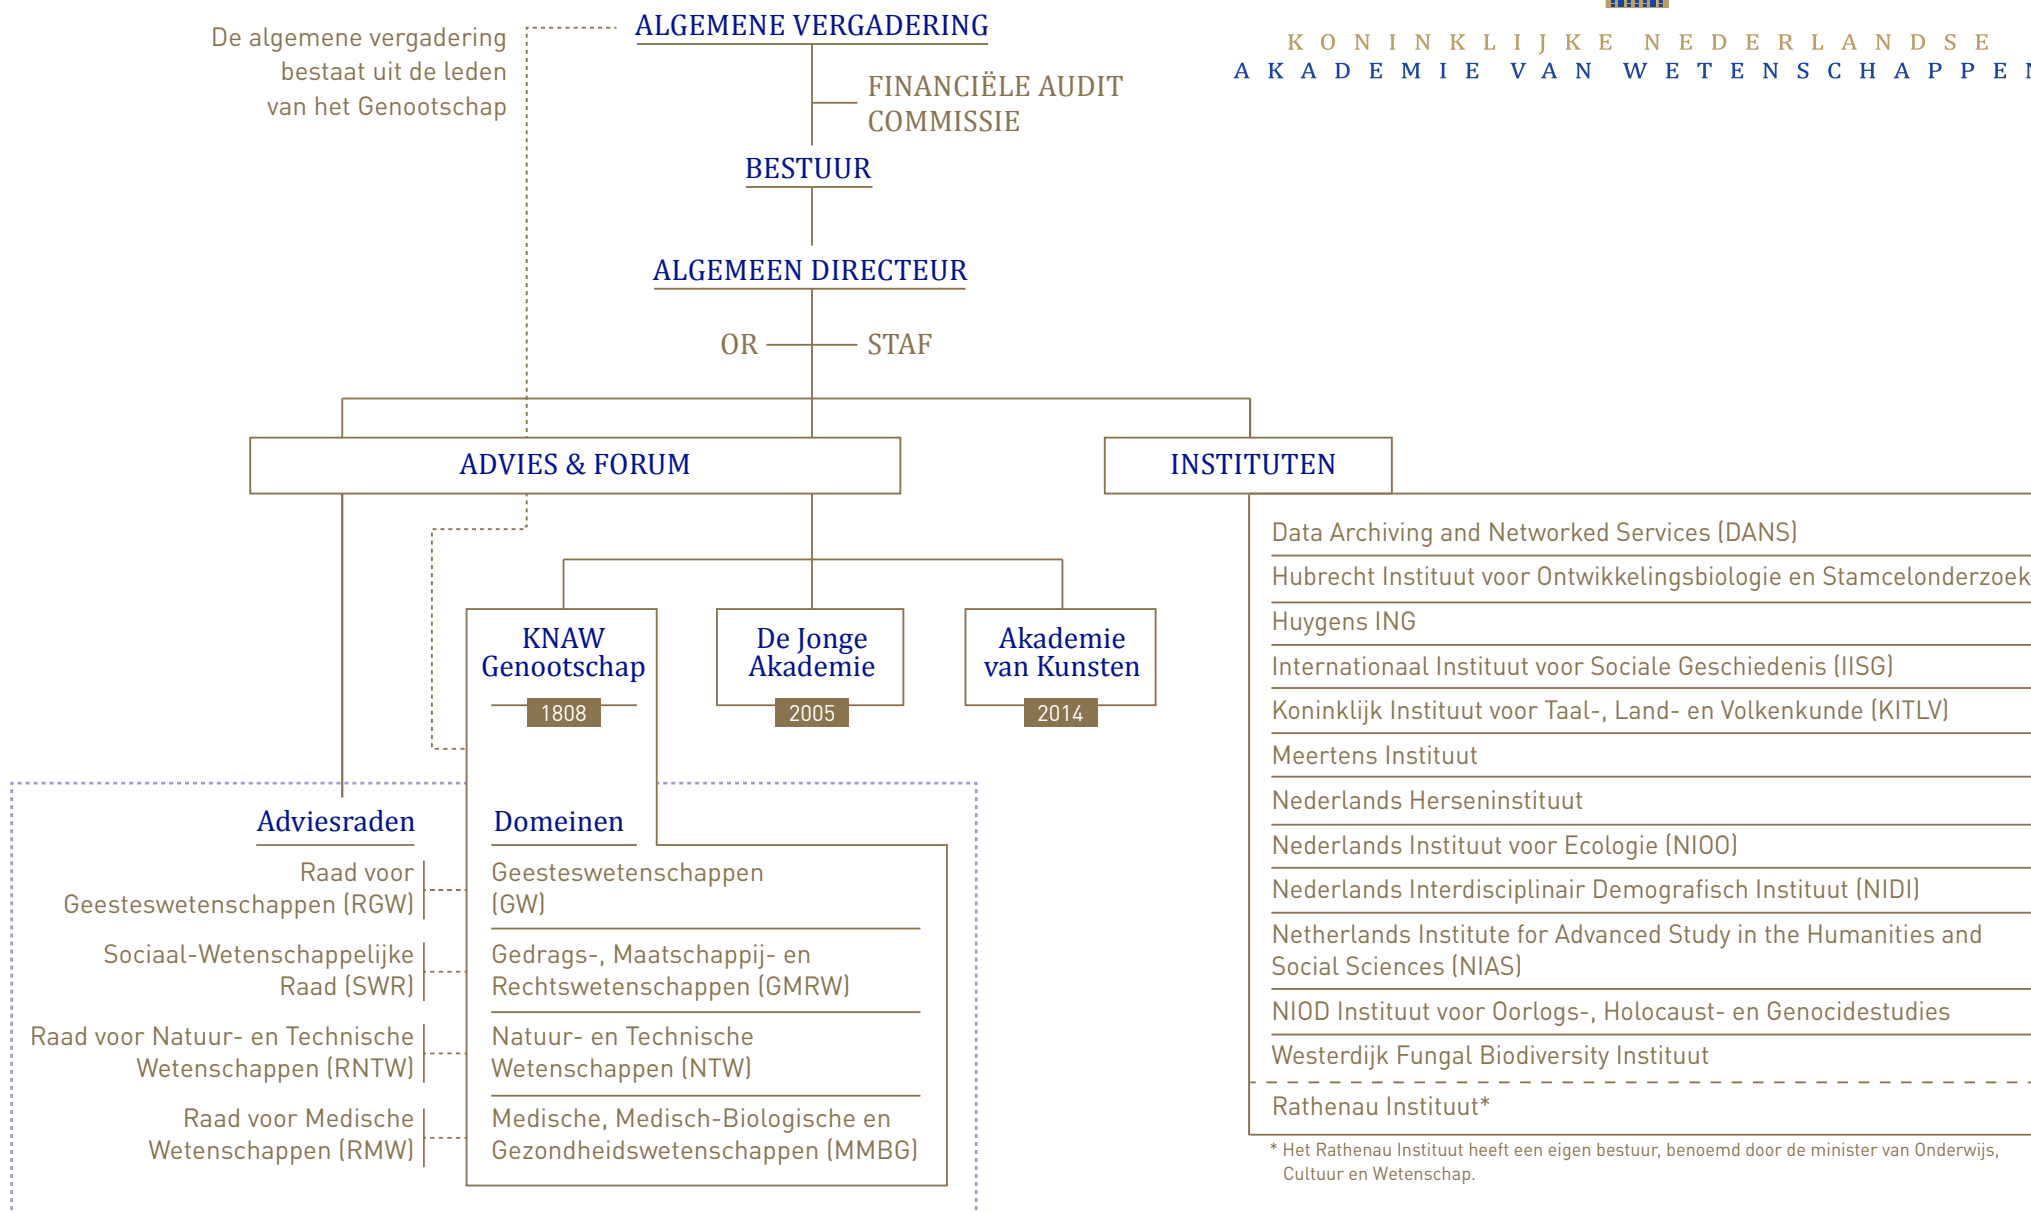 De algemene vergadering
bestaat uit de leden
van het Genootschap
ALGEMENE VERGADERING
KONINKLIJKE NEDERLANDSE
AKADEMIE VAN WETENSCHAPPEN
FINANCIËLE AUDIT
COMMISSIE
BESTUUR
ALGEMEEN DIRECTEUR
OR
STAF
ADVIES & FORUM
INSTITUTEN
KNAW
Genootschap
1808
De Jonge
Akademie
2005
Akademie
van Kunsten
2014
Adviesraden
Raad voor
Geesteswetenschappen (RGW)
Sociaal-Wetenschappelijke
Raad (SWR)
Raad voor Natuur- en Technische
Wetenschappen (RNTW)
Raad voor Medische
Wetenschappen (RMW)
Domeinen
Geesteswetenschappen
(GW)
Gedrags-, Maatschappij- en
Rechtswetenschappen (GMRW)
Natuur- en Technische
Wetenschappen (NTW)
Medische, Medisch-Biologische en
Gezondheidswetenschappen (MMBG)
Data Archiving and Networked Services (DANS)
Hubrecht Instituut voor Ontwikkelingsbiologie en Stamcelonderzoek
Huygens ING
Internationaal Instituut voor Sociale Geschiedenis (IISG)
Koninklijk Instituut voor Taal-, Land- en Volkenkunde (KITLV)
Meertens Instituut
Nederlands Herseninstituut
Nederlands Instituut voor Ecologie (NIOO)
Nederlands Interdisciplinair Demografisch Instituut (NIDI)
Netherlands Institute for Advanced Study in the Humanities and
Social Sciences (NIAS)
NIOD Instituut voor Oorlogs-, Holocaust- en Genocidestudies
Westerdijk Fungal Biodiversity Instituut
Rathenau Instituut*
* Het Rathenau Instituut heeft een eigen bestuur, benoemd door de minister van Onderwijs,
Cultuur en Wetenschap.